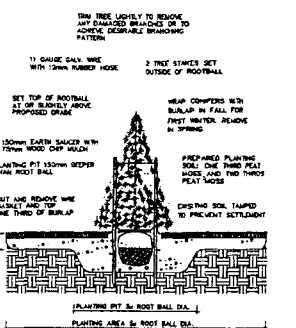 TRIM TREE LIGHTLY TO REMOVE
ANY DAMAGED BRANCHES OR TO
ACHIEVE DESIRABLE BRANCHING
PATTERN
11 GAUGE GALV. WIRE
WITH 12mm RUBBER HOSE
2 TREE STAKES SET
OUTSIDE OF ROOTBALL
SET TOP OF ROOTBALL
AT OR SLIGHTLY ABOVE
PROPOSED GRADE
WRAP CONIFERS WITH
BURLAP IN FALL FOR
FIRST WINTER. REMOVE
IN SPRING
150mm EARTH SAUCER WITH
75mm WOOD CHIP MULCH
PLANTING PIT 150mm DEEPER
THAN ROOT BALL
PREPARED PLANTING
SOIL: ONE THIRD PEAT
MOSS AND TWO THIRDS
PEAT MOSS
CUT AND REMOVE WIRE
BASKET AND TOP
ONE THIRD OF BURLAP
EXISTING SOIL TAMPED
TO PREVENT SETTLEMENT
PLANTING PIT 3x ROOT BALL DIA.
PLANTING AREA 5x ROOT BALL DIA.